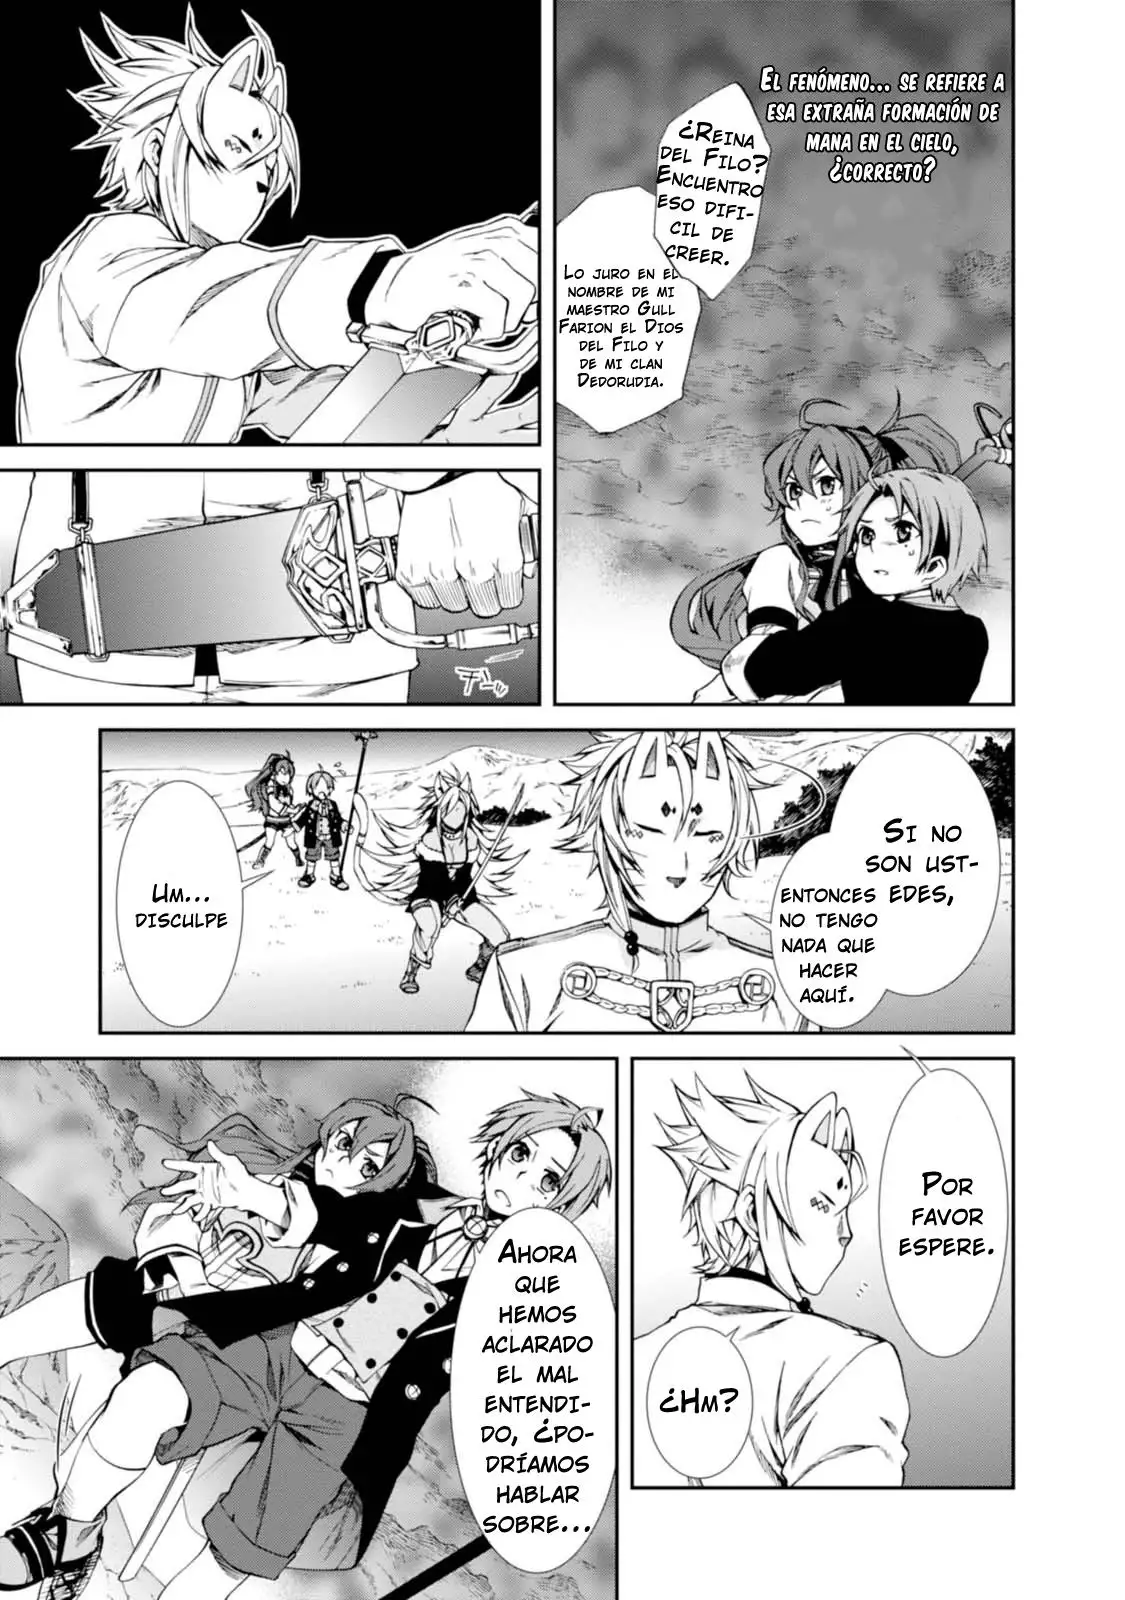 El fenómeno... se refiere a
esa extraña formación de
mana en el cielo,
¿correcto?
¿Reina
del Filo?
Encuentro
eso difi-
cil de
creer.
Lo juro en el
nombre de mi
maestro Gull
Farion el Dios
del Filo y
de mi clan
Dedorudia.
Si no
son ust-
edes,
entonces
no tengo
nada que
hacer
aquí.
Um...
disculpe
Por
favor
espere.
¿Hm?
Ahora
que
hemos
aclarado
el mal
entendi-
do, ¿po-
dríamos
hablar
sobre...